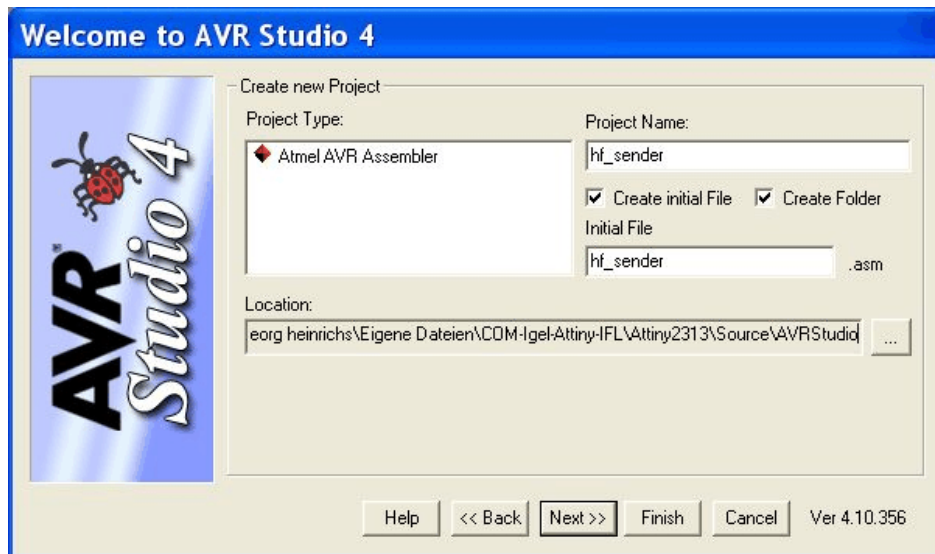 Welcome to AVR Studio 4
AVR® Studio 4
Create new Project
Project Type:
Atmel AVR Assembler
Project Name:
hf_sender
Create initial File
Create Folder
Initial File
hf_sender .asm
Location:
eorg heinrichs\Eigene Dateien\COM-Igel-Attiny-IFL\Attiny2313\Source\AVRStudio
...
Help << Back Next >> Finish Cancel Ver 4.10.356